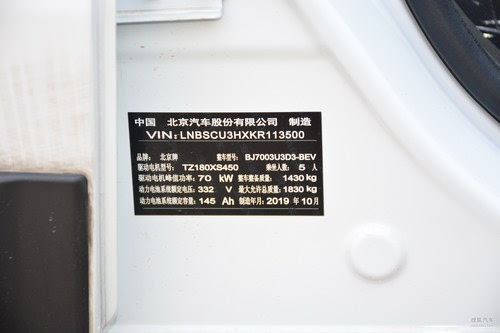 中国 北京汽车股份有限公司 制造
VIN:LNBSCU3HXKR113500
品牌: 北京牌 整车型号: BJ7003U3D3-BEV
驱动电机型号: TZ180XS450 乘坐人数: 5 人
驱动电机峰值功率: 70 kW 整车整备质量: 1430 kg
动力电池系统额定电压: 332 V 最大允许总质量: 1830 kg
动力电池系统额定容量: 145 Ah 制造年月: 2019 年 10 月
搜狐汽车